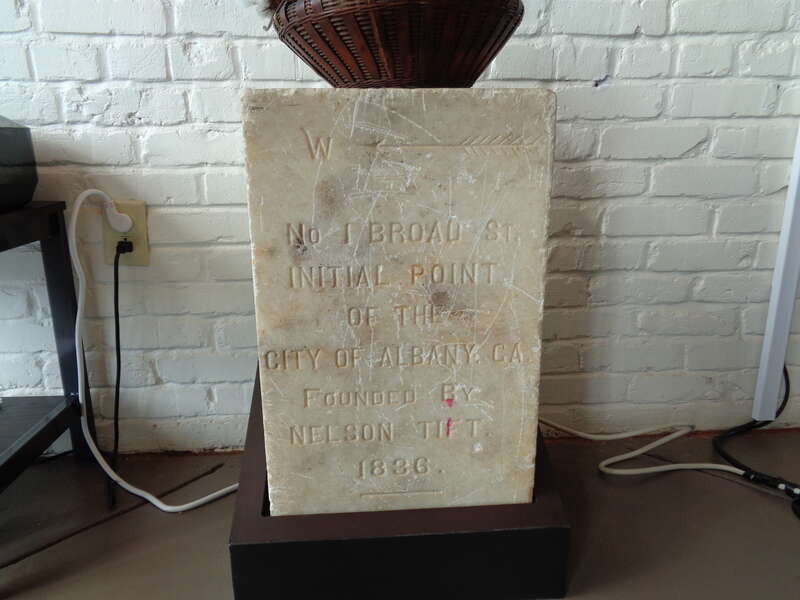 W
No 1 BROAD ST.
INITIAL POINT
OF THE
CITY OF ALBANY. GA.
FOUNDED BY
NELSON TIFT.
1836.